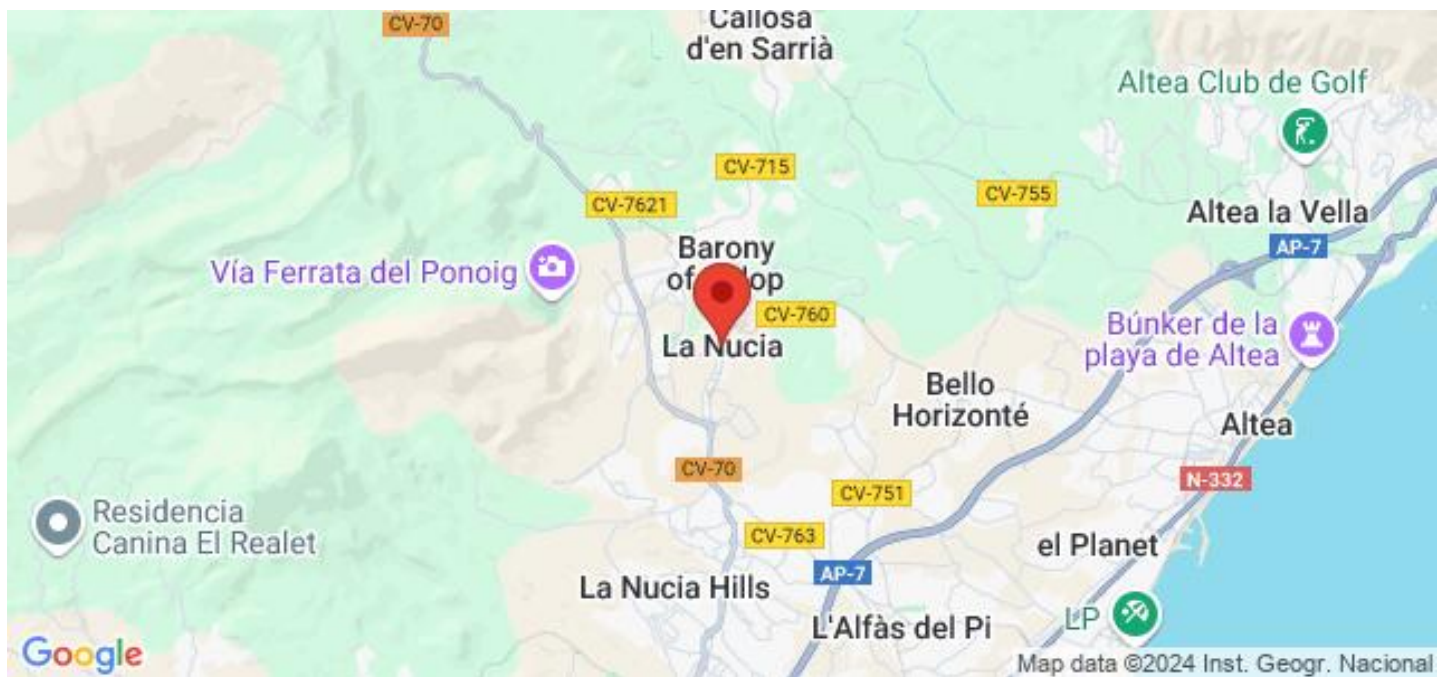 CV-70
Callosa
d'en Sarrià
Altea Club de Golf
CV-715
CV-755
CV-7621
Altea la Vella
Barony
of
op
AP-7
Vía Ferrata del Ponoig
CV-760
La Nucia
Búnker de la
playa de Altea
Bello
Horizonté
Altea
CV-70
N-332
CV-751
Residencia
Canina El Realet
CV-763
el Planet
AP-7
La Nucia Hills
L'Alfàs del Pi
LP
Google
Map data ©2024 Inst. Geogr. Nacional